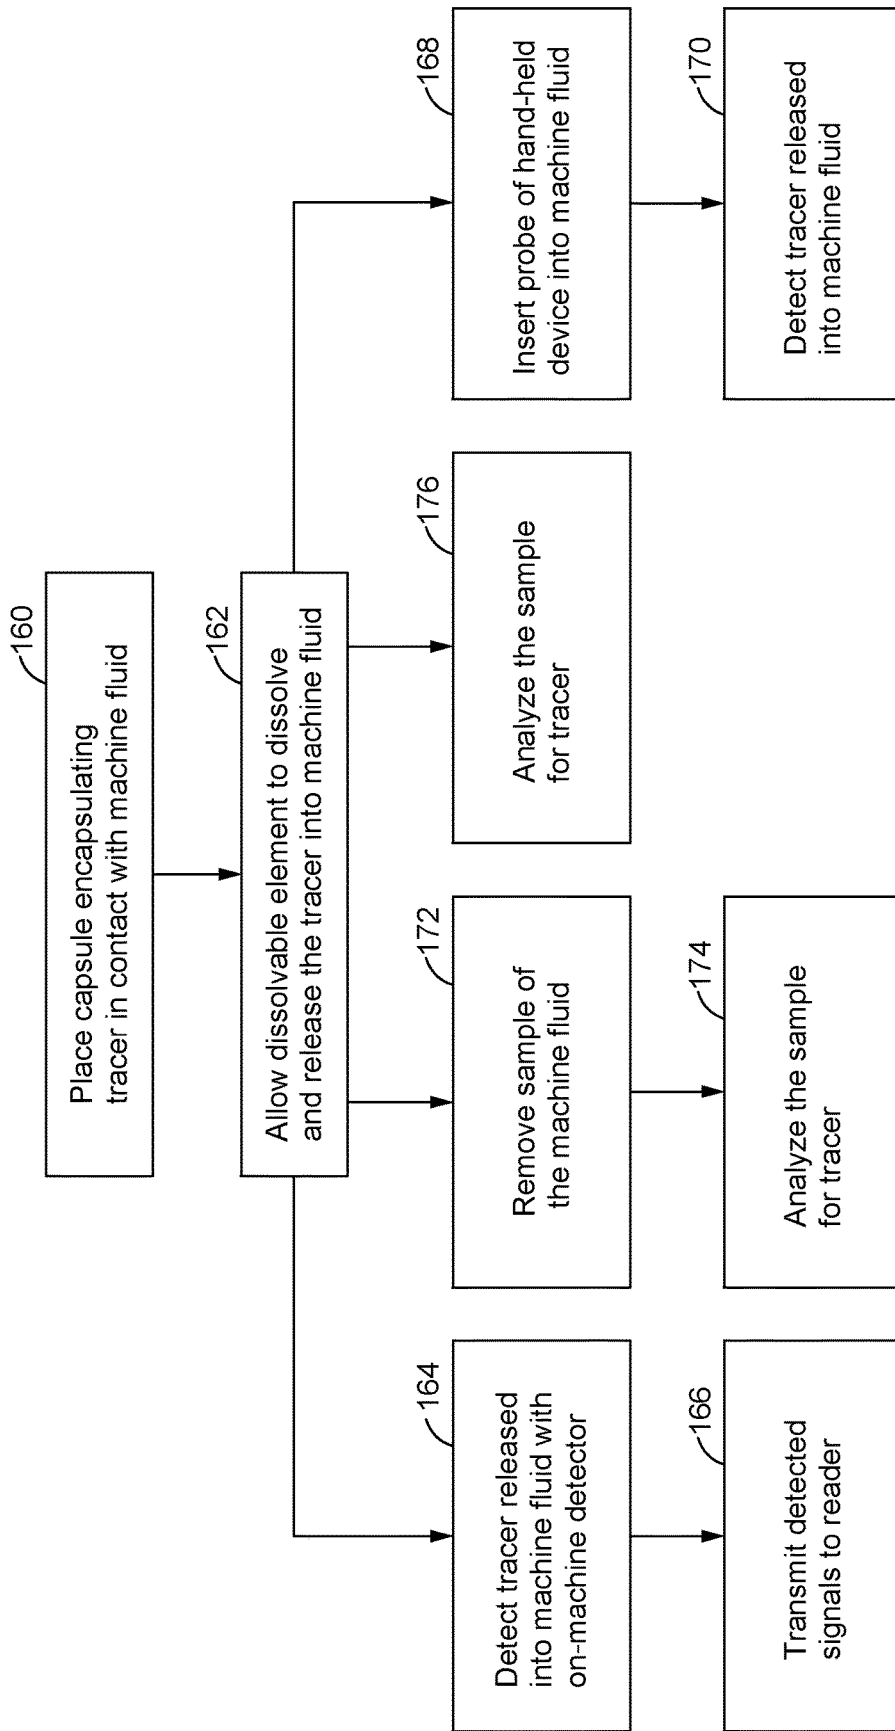 160
Place capsule encapsulating
tracer in contact with machine fluid
162
Allow dissolvable element to dissolve
and release the tracer into machine fluid
164
Detect tracer released
into machine fluid with
on-machine detector
166
Transmit detected
signals to reader
172
Remove sample of
the machine fluid
174
Analyze the sample
for tracer
176
Analyze the sample
for tracer
168
Insert probe of hand-held
device into machine fluid
170
Detect tracer released
into machine fluid